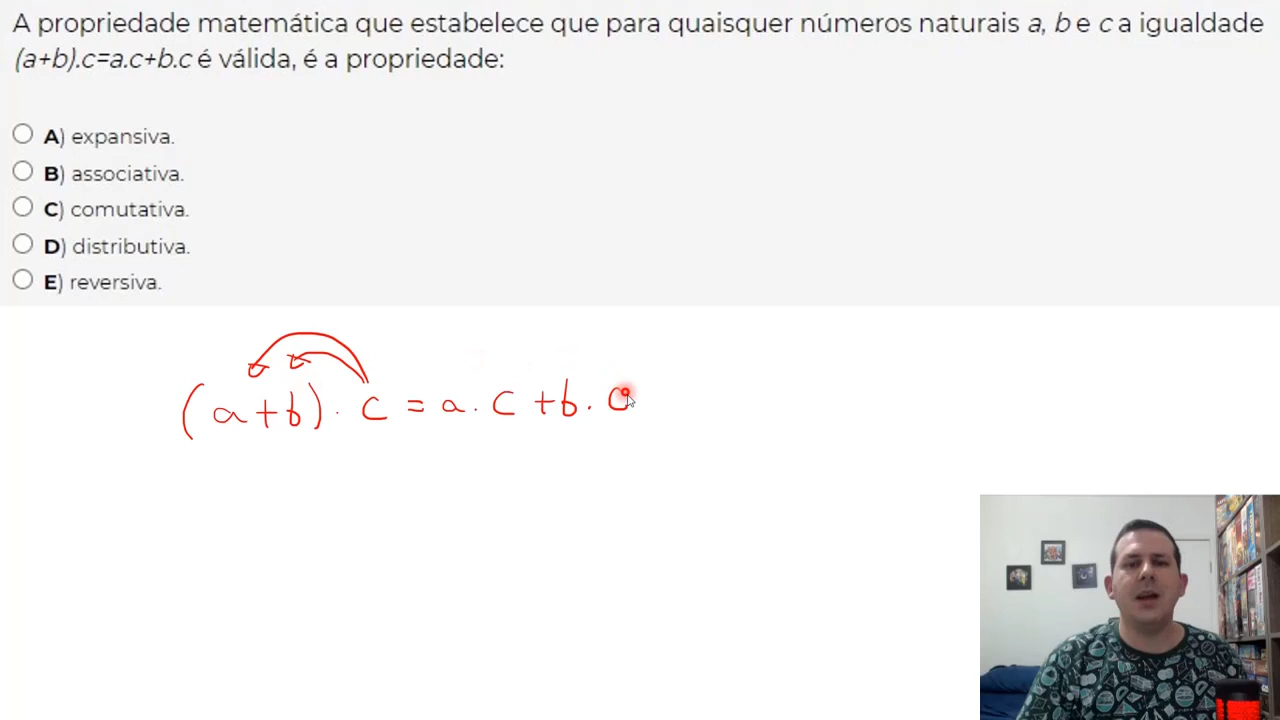 A propriedade matemática que estabelece que para quaisquer números naturais a, b e c a igualdade
(a+b).c=a.c+b.c é válida, é a propriedade:
A) expansiva.
B) associativa.
C) comutativa.
D) distributiva.
E) reversiva.
(a+b) . c = a . c + b . c